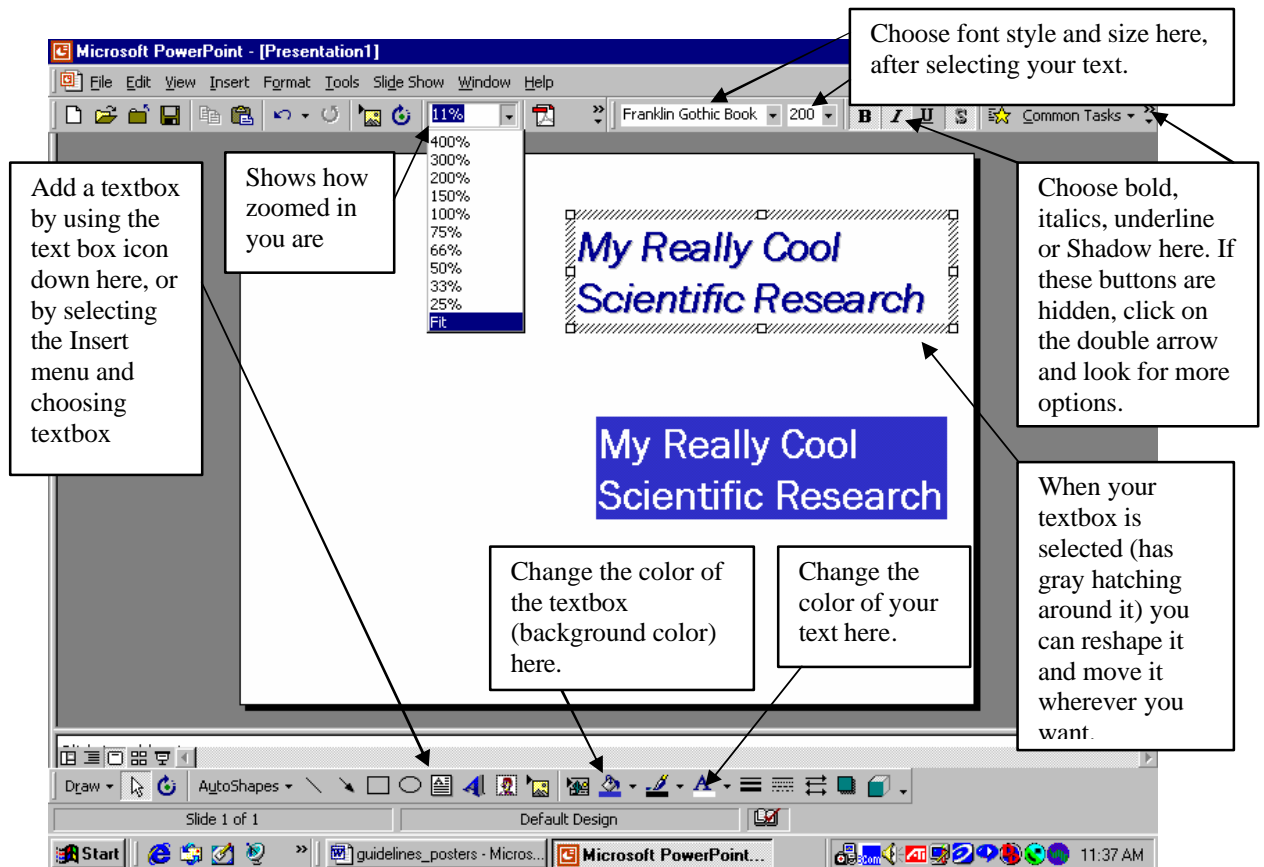 Microsoft PowerPoint - [Presentation1]
Choose font style and size here,
after selecting your text.
File Edit View Insert Format Tools Slide Show Window Help
11%
Franklin Gothic Book
200
B I U S
Common Tasks
400%
300%
200%
150%
100%
75%
66%
50%
33%
25%
Fit
Add a textbox
by using the
text box icon
down here, or
by selecting
the Insert
menu and
choosing
textbox
Shows how
zoomed in
you are
My Really Cool
Scientific Research
Choose bold,
italics, underline
or Shadow here. If
these buttons are
hidden, click on
the double arrow
and look for more
options.
My Really Cool
Scientific Research
When your
textbox is
selected (has
gray hatching
around it) you
can reshape it
and move it
wherever you
want.
Change the color of
the textbox
(background color)
here.
Change the
color of your
text here.
Draw
AutoShapes
Slide 1 of 1
Default Design
Start
guidelines_posters - Micros...
Microsoft PowerPoint...
11:37 AM